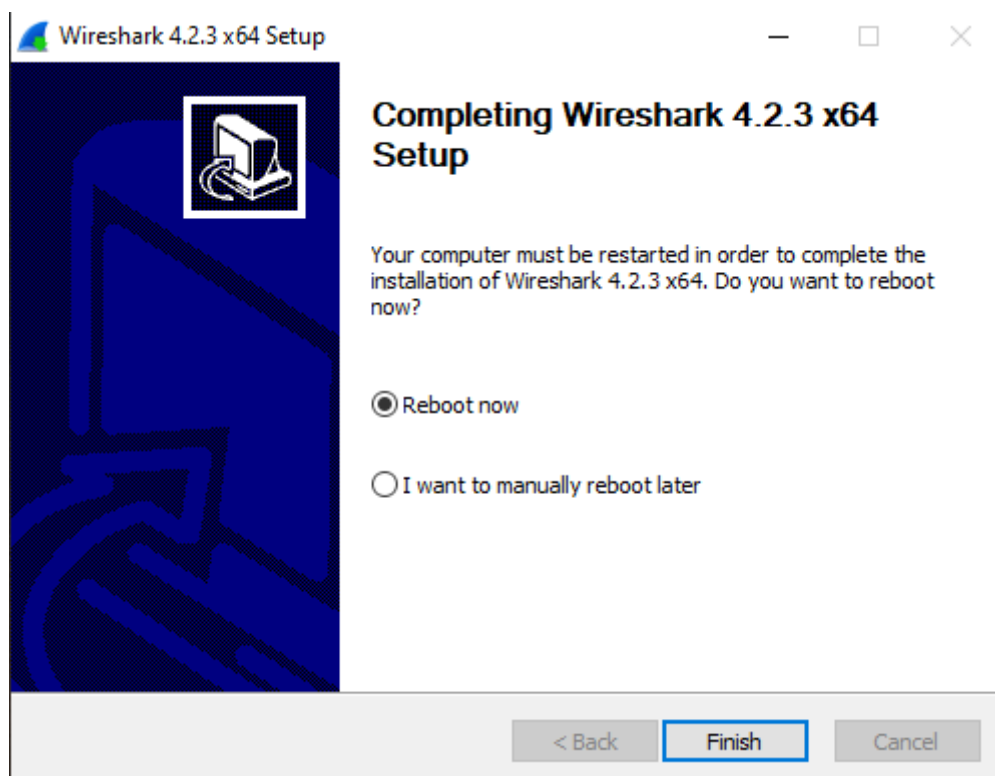 Wireshark 4.2.3 x64 Setup
Completing Wireshark 4.2.3 x64
Setup
Your computer must be restarted in order to complete the
installation of Wireshark 4.2.3 x64. Do you want to reboot
now?
Reboot now
I want to manually reboot later
< Back
Finish
Cancel